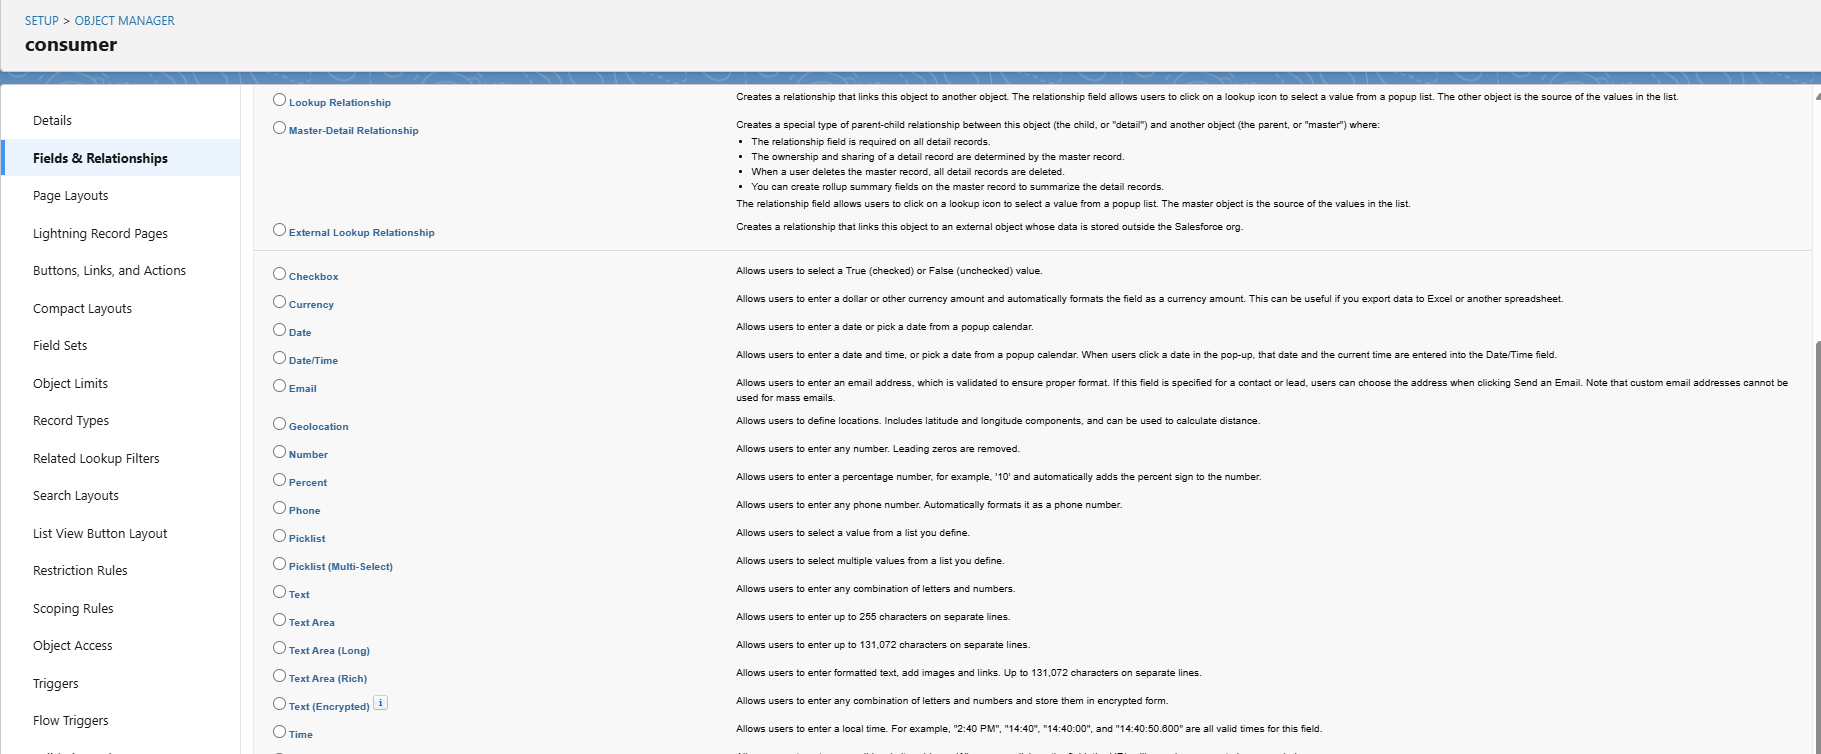 SETUP > OBJECT MANAGER
consumer
Details
Fields & Relationships
Page Layouts
Lightning Record Pages
Buttons, Links, and Actions
Compact Layouts
Field Sets
Object Limits
Record Types
Related Lookup Filters
Search Layouts
List View Button Layout
Restriction Rules
Scoping Rules
Object Access
Triggers
Flow Triggers
Lookup Relationship
Creates a relationship that links this object to another object. The relationship field allows users to click on a lookup icon to select a value from a popup list. The other object is the source of the values in the list.
Master-Detail Relationship
Creates a special type of parent-child relationship between this object (the child, or "detail") and another object (the parent, or "master") where:
• The relationship field is required on all detail records.
• The ownership and sharing of a detail record are determined by the master record.
• When a user deletes the master record, all detail records are deleted.
• You can create rollup summary fields on the master record to summarize the detail records.
The relationship field allows users to click on a lookup icon to select a value from a popup list. The master object is the source of the values in the list.
External Lookup Relationship
Creates a relationship that links this object to an external object whose data is stored outside the Salesforce org.
Checkbox
Allows users to select a True (checked) or False (unchecked) value.
Currency
Allows users to enter a dollar or other currency amount and automatically formats the field as a currency amount. This can be useful if you export data to Excel or another spreadsheet.
Date
Allows users to enter a date or pick a date from a popup calendar.
Date/Time
Allows users to enter a date and time, or pick a date from a popup calendar. When users click a date in the pop-up, that date and the current time are entered into the Date/Time field.
Email
Allows users to enter an email address, which is validated to ensure proper format. If this field is specified for a contact or lead, users can choose the address when clicking Send an Email. Note that custom email addresses cannot be
used for mass emails.
Geolocation
Allows users to define locations. Includes latitude and longitude components, and can be used to calculate distance.
Number
Allows users to enter any number. Leading zeros are removed.
Percent
Allows users to enter a percentage number, for example, '10' and automatically adds the percent sign to the number.
Phone
Allows users to enter any phone number. Automatically formats it as a phone number.
Picklist
Allows users to select a value from a list you define.
Picklist (Multi-Select)
Allows users to select multiple values from a list you define.
Text
Allows users to enter any combination of letters and numbers.
Text Area
Allows users to enter up to 255 characters on separate lines.
Text Area (Long)
Allows users to enter up to 131,072 characters on separate lines.
Text Area (Rich)
Allows users to enter formatted text, add images and links. Up to 131,072 characters on separate lines.
Text (Encrypted) i
Allows users to enter any combination of letters and numbers and store them in encrypted form.
Time
Allows users to enter a local time. For example, "2:40 PM", "14:40", "14:40:00", and "14:40:50.600" are all valid times for this field.